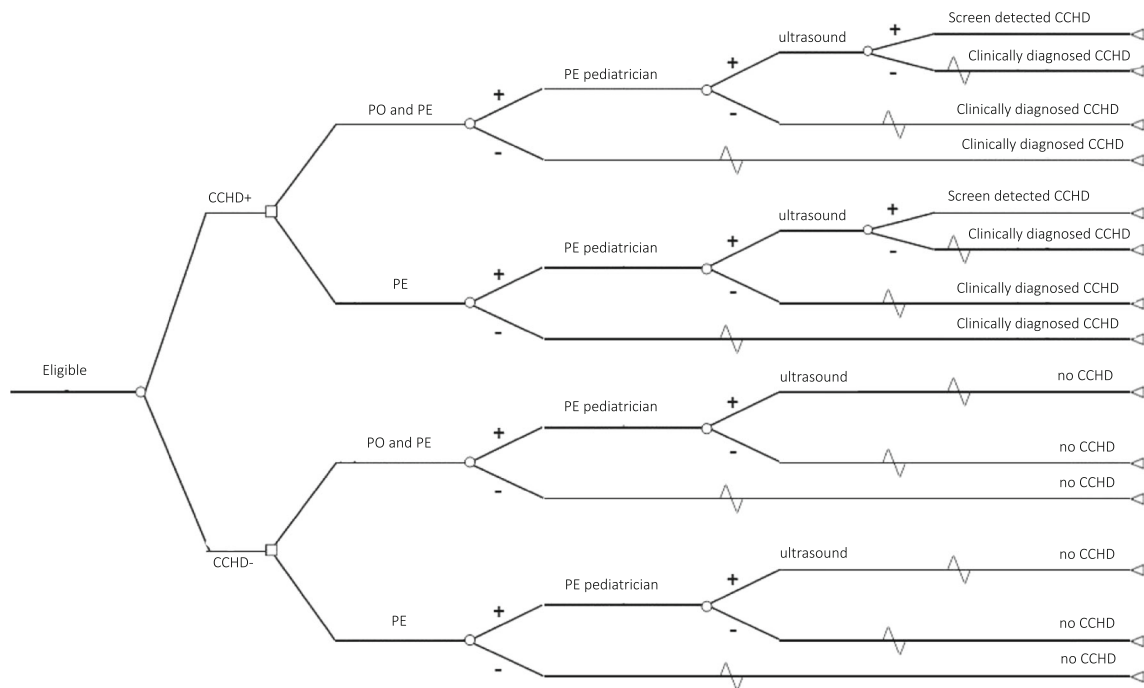 Screen detected CCHD
+
ultrasound
Clinically diagnosed CCHD
+
-
PE pediatrician
+
-
Clinically diagnosed CCHD
PO and PE
-
Clinically diagnosed CCHD
CCHD+
Screen detected CCHD
+
ultrasound
Clinically diagnosed CCHD
+
-
PE pediatrician
+
-
Clinically diagnosed CCHD
PE
-
Clinically diagnosed CCHD
Eligible
ultrasound
no CCHD
+
PE pediatrician
+
-
no CCHD
PO and PE
-
no CCHD
CCHD-
ultrasound
no CCHD
+
PE pediatrician
+
-
no CCHD
PE
-
no CCHD